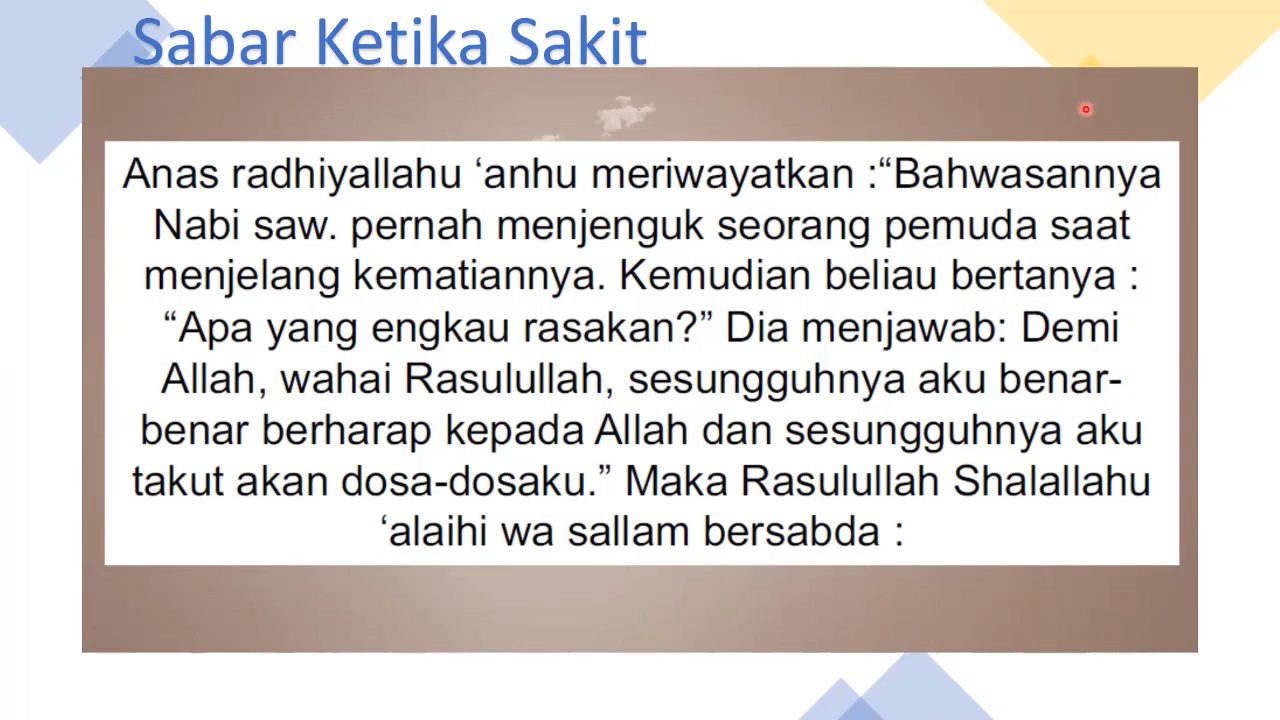 Sabar Ketika Sakit
Anas radhiyallahu ‘anhu meriwayatkan :“Bahwasannya
Nabi saw. pernah menjenguk seorang pemuda saat
menjelang kematiannya. Kemudian beliau bertanya :
“Apa yang engkau rasakan?” Dia menjawab: Demi
Allah, wahai Rasulullah, sesungguhnya aku benar-
benar berharap kepada Allah dan sesungguhnya aku
takut akan dosa-dosaku.” Maka Rasulullah Shalallahu
‘alaihi wa sallam bersabda :